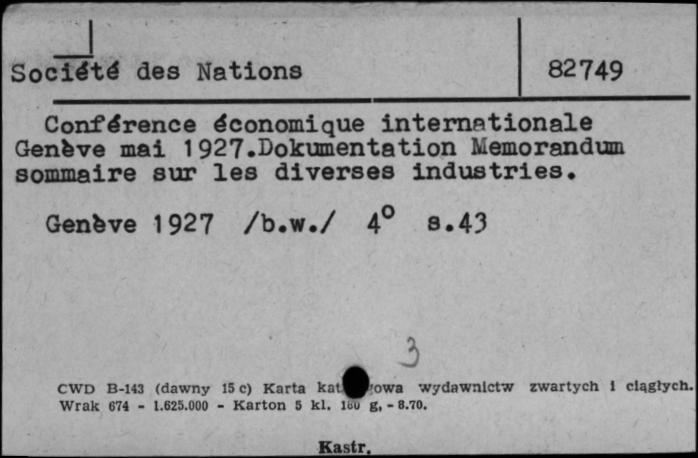 Société des Nations 82749
Conférence économique internationale
Genève mai 1927.Dokumentation Memorandum
sommaire sur les diverses industries.
Genève 1927 /b.w./ 4° s.43
3
CWD B-143 (dawny 15 c) Karta wydawnictw zwartych i ciągłych.
Wrak 674 - 1.625.000 - Karton 5 kl. 180 g, - 8.70.
Kastr.